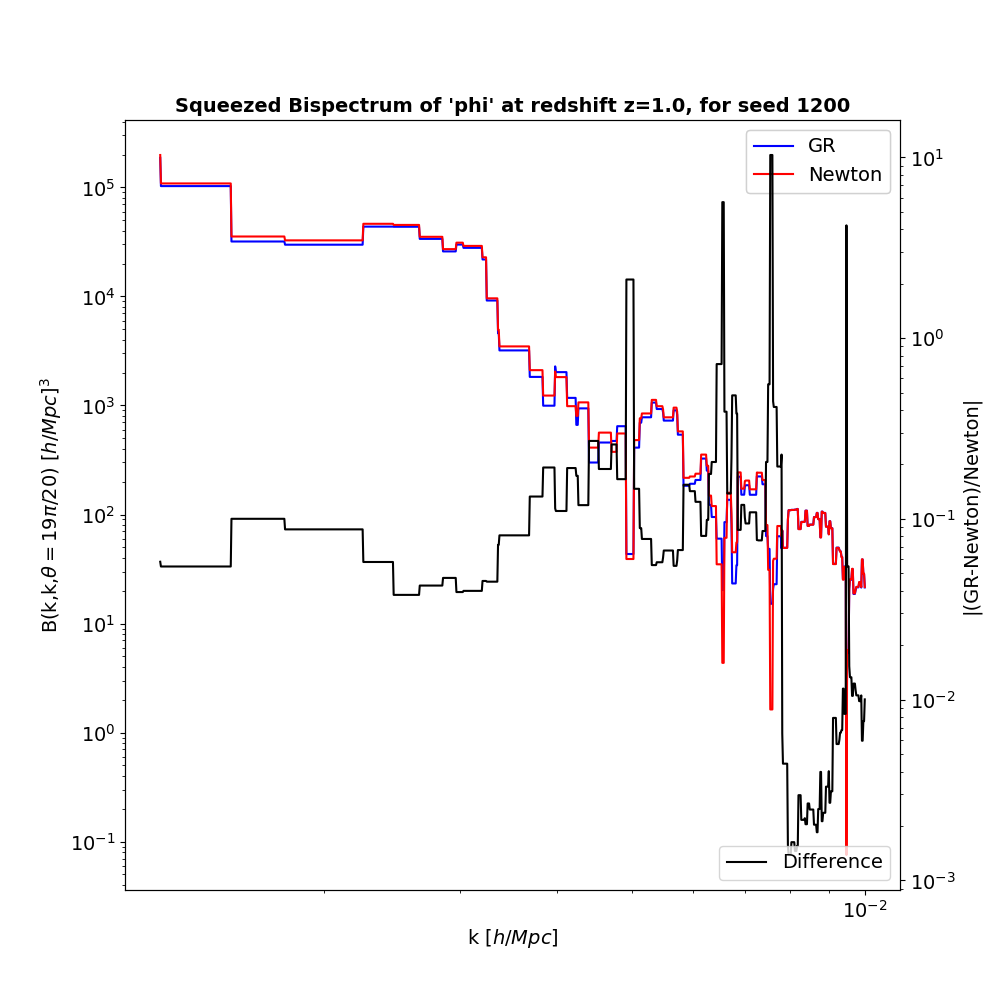 Squeezed Bispectrum of 'phi' at redshift z=1.0, for seed 1200
GR
Newton
10⁵
10⁴
10³
10²
10¹
10⁰
10⁻¹
B(k,k,θ = 19π/20) [h/Mpc]³
10¹
10⁰
10⁻¹
10⁻²
10⁻³
|(GR-Newton)/Newton|
Difference
10⁻²
k [h/Mpc]